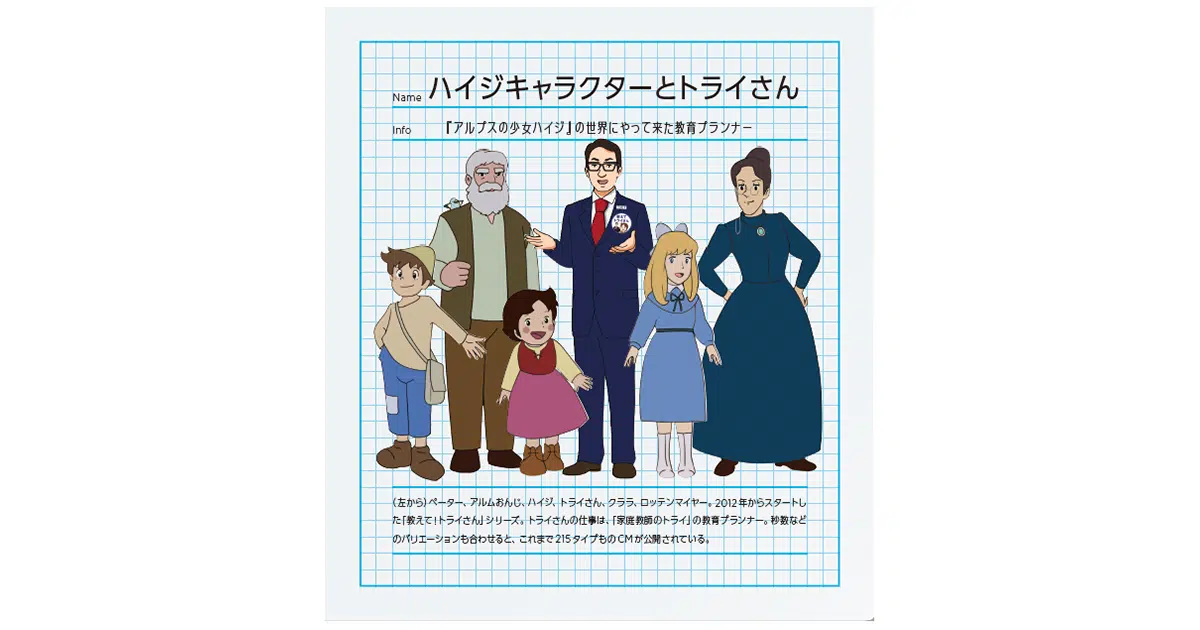 Name ハイジキャラクターとトライさん
Info 『アルプスの少女ハイジ』の世界にやって来た教育プランナー
(左から)ペーター、アルムおんじ、ハイジ、トライさん、クララ、ロッテンマイヤー。2012年からスタートし
た「教えて!トライさん」シリーズ。トライさんの仕事は、「家庭教師のトライ」の教育プランナー。秒数など
のバリエーションも合わせると、これまで215タイプものCMが公開されている。